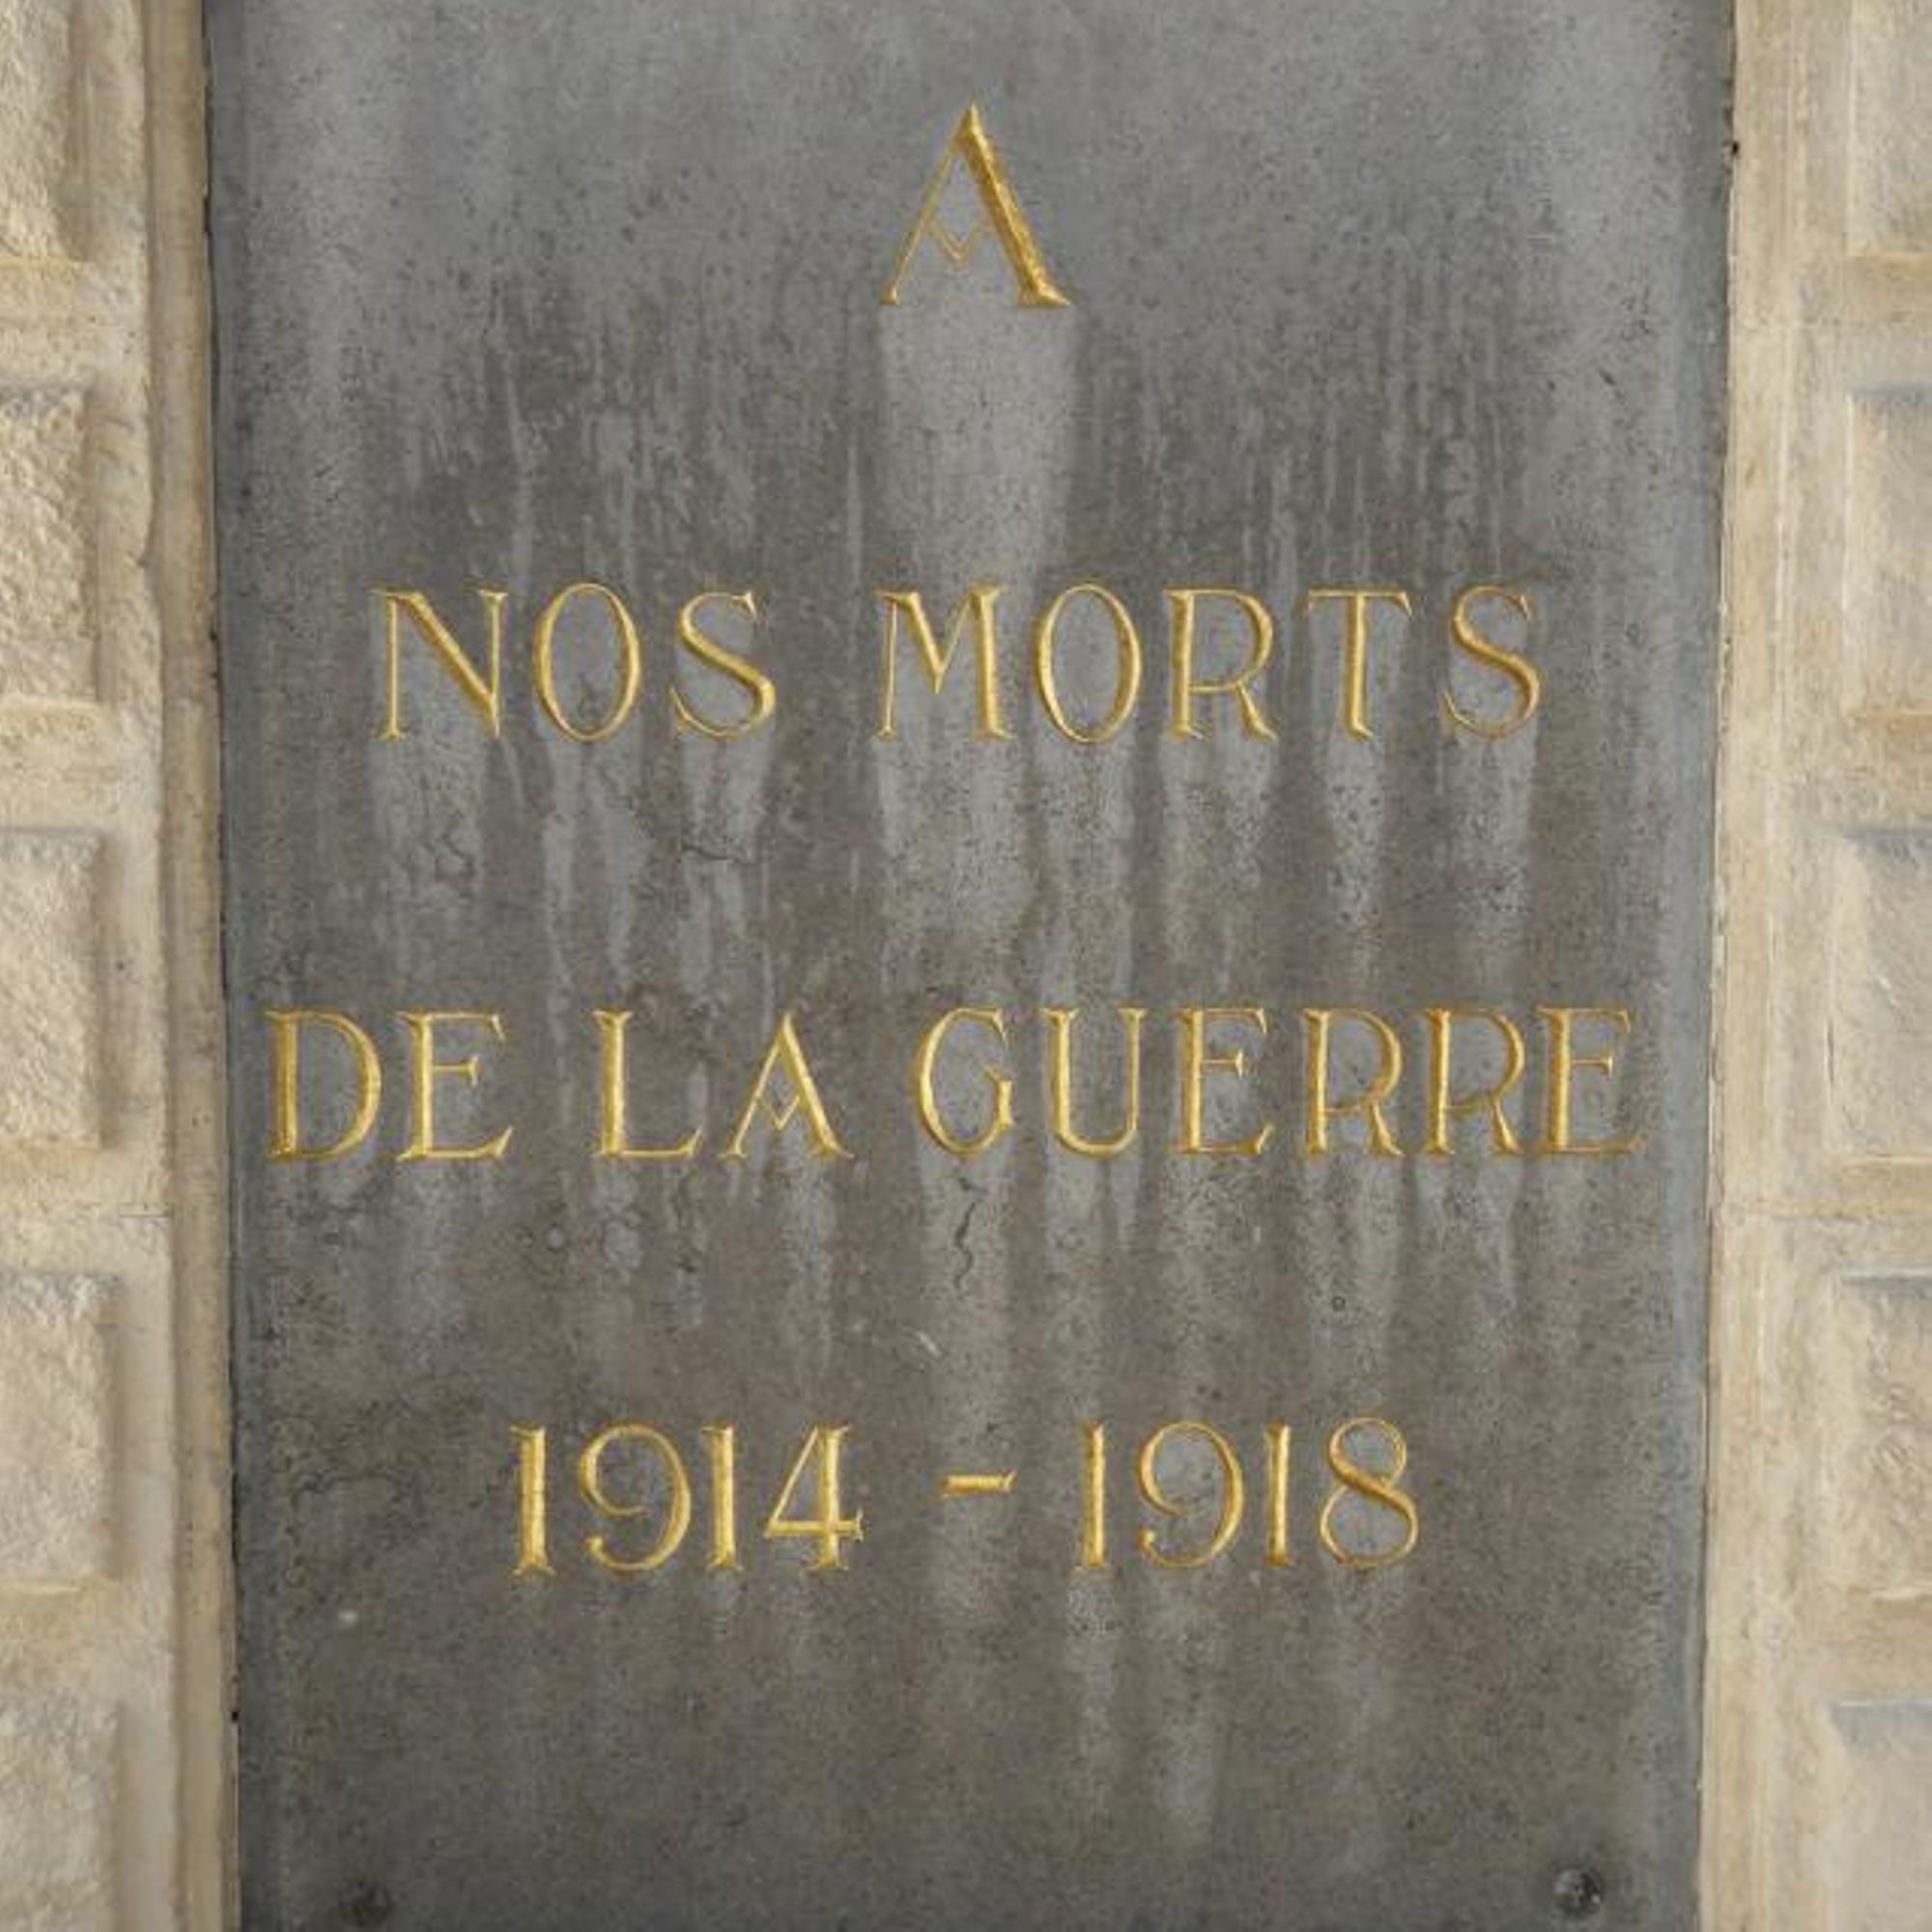 A
NOS MORTS
DE LA GUERRE
1914 - 1918